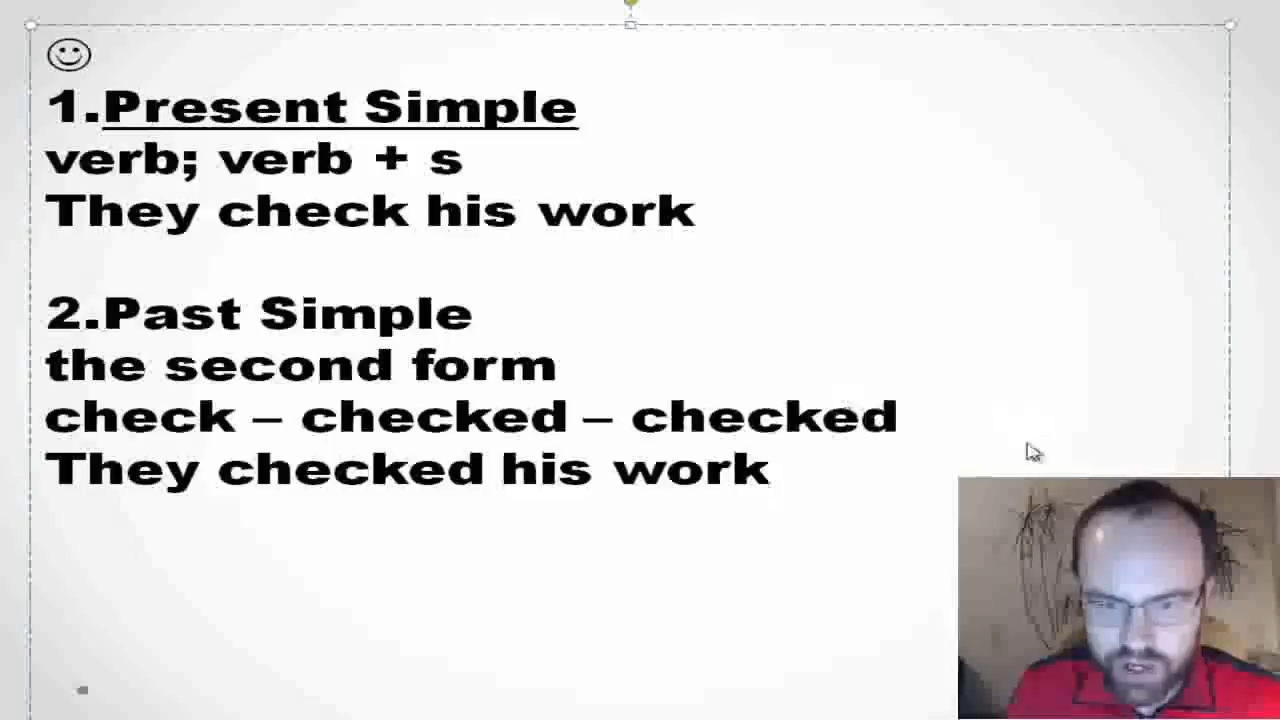 1.Present Simple
verb; verb + s
They check his work
2.Past Simple
the second form
check – checked – checked
They checked his work